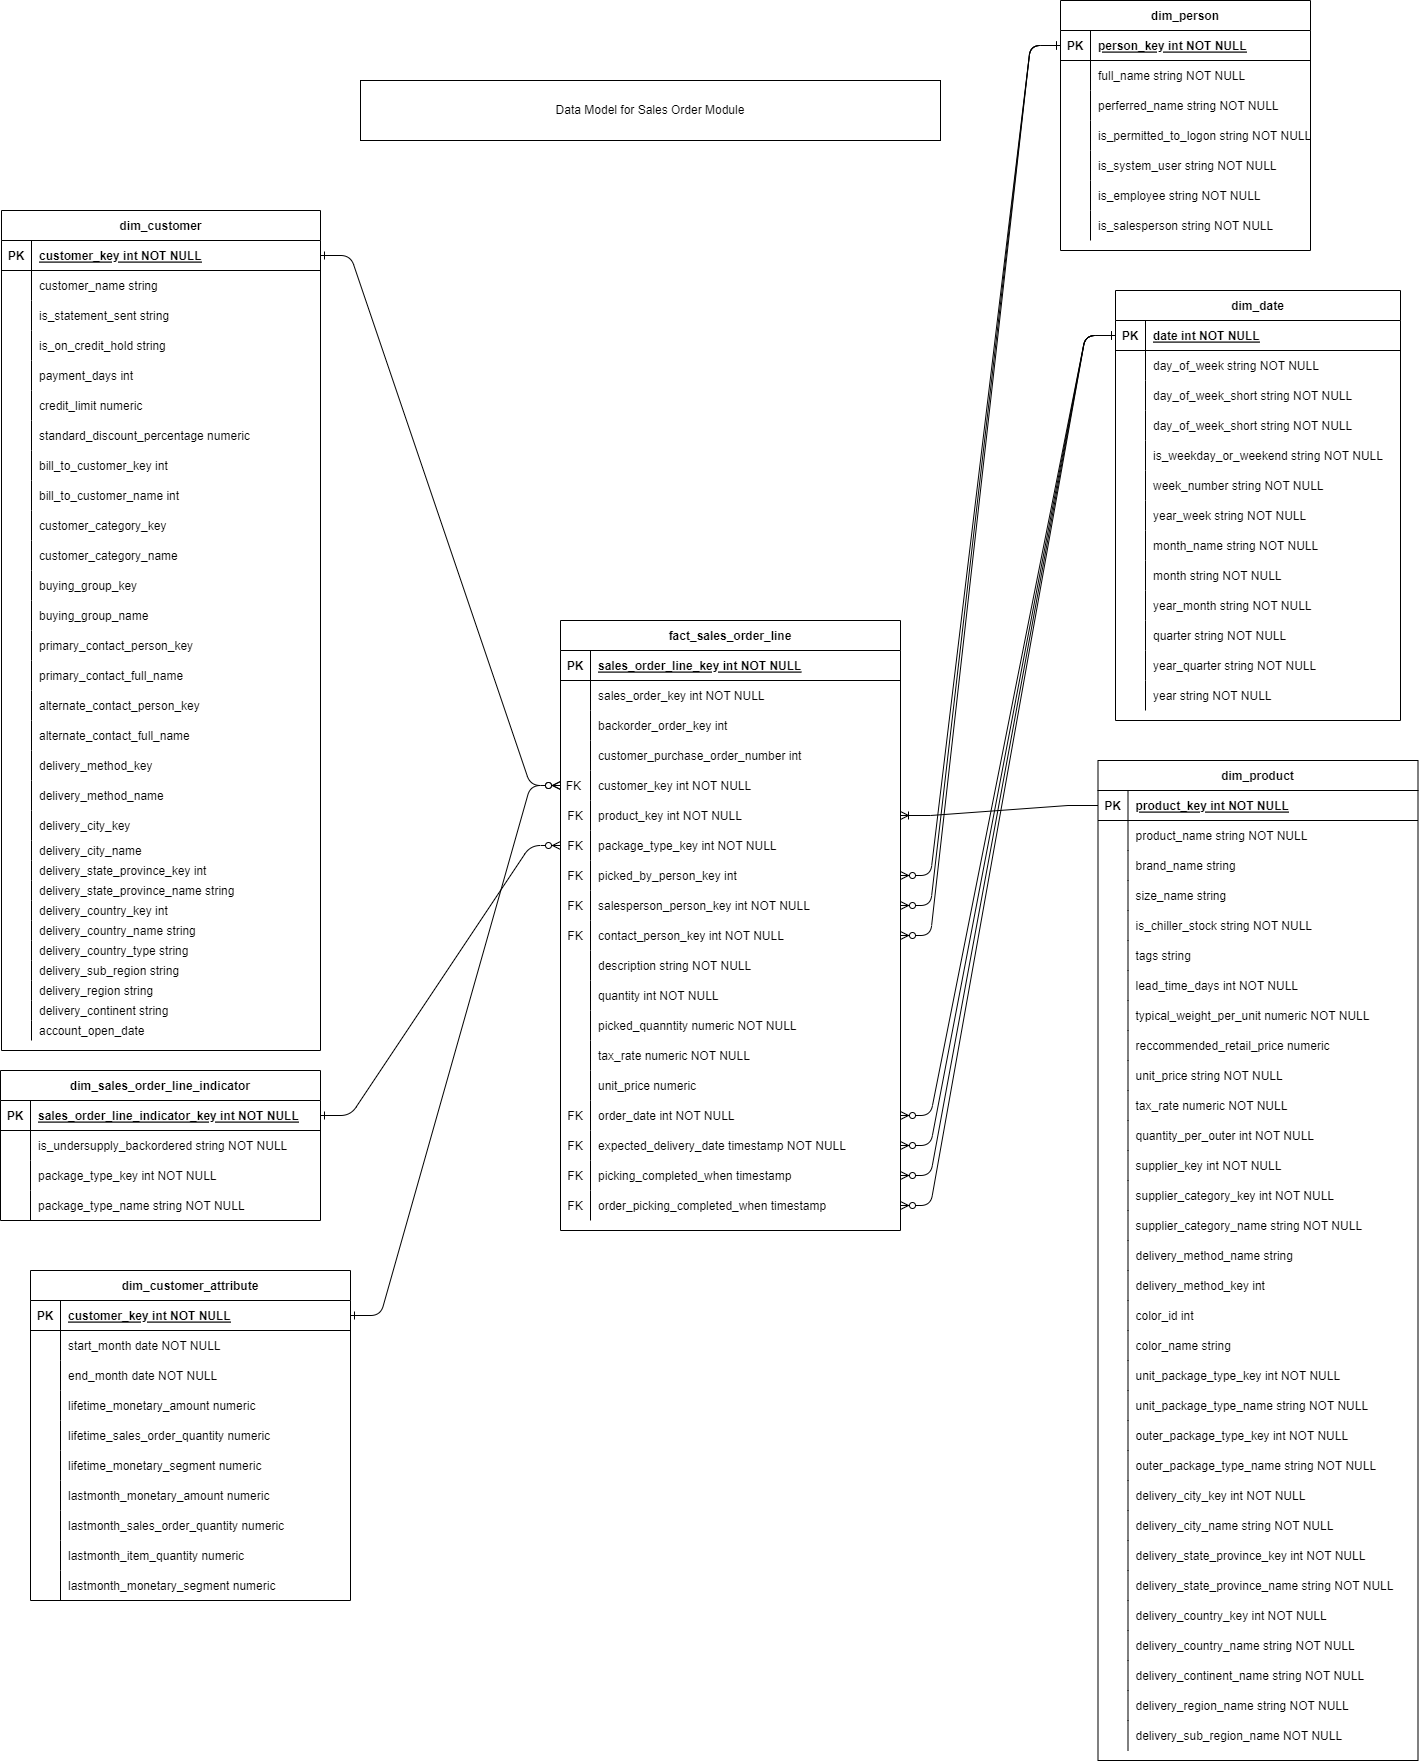 Data Model for Sales Order Module
dim_person
PK person_key int NOT NULL
full_name string NOT NULL
perferred_name string NOT NULL
is_permitted_to_logon string NOT NULL
is_system_user string NOT NULL
is_employee string NOT NULL
is_salesperson string NOT NULL
dim_customer
PK customer_key int NOT NULL
customer_name string
is_statement_sent string
is_on_credit_hold string
payment_days int
credit_limit numeric
standard_discount_percentage numeric
bill_to_customer_key int
bill_to_customer_name int
customer_category_key
customer_category_name
buying_group_key
buying_group_name
primary_contact_person_key
primary_contact_full_name
alternate_contact_person_key
alternate_contact_full_name
delivery_method_key
delivery_method_name
delivery_city_key
delivery_city_name
delivery_state_province_key int
delivery_state_province_name string
delivery_country_key int
delivery_country_name string
delivery_country_type string
delivery_sub_region string
delivery_region string
delivery_continent string
account_open_date
dim_date
PK date int NOT NULL
day_of_week string NOT NULL
day_of_week_short string NOT NULL
day_of_week_short string NOT NULL
is_weekday_or_weekend string NOT NULL
week_number string NOT NULL
year_week string NOT NULL
month_name string NOT NULL
month string NOT NULL
year_month string NOT NULL
quarter string NOT NULL
year_quarter string NOT NULL
year string NOT NULL
fact_sales_order_line
PK sales_order_line_key int NOT NULL
sales_order_key int NOT NULL
backorder_order_key int
customer_purchase_order_number int
FK customer_key int NOT NULL
FK product_key int NOT NULL
FK package_type_key int NOT NULL
FK picked_by_person_key int
FK salesperson_person_key int NOT NULL
FK contact_person_key int NOT NULL
description string NOT NULL
quantity int NOT NULL
picked_quanntity numeric NOT NULL
tax_rate numeric NOT NULL
unit_price numeric
FK order_date int NOT NULL
FK expected_delivery_date timestamp NOT NULL
FK picking_completed_when timestamp
FK order_picking_completed_when timestamp
dim_product
PK product_key int NOT NULL
product_name string NOT NULL
brand_name string
size_name string
is_chiller_stock string NOT NULL
tags string
lead_time_days int NOT NULL
typical_weight_per_unit numeric NOT NULL
reccommended_retail_price numeric
unit_price string NOT NULL
tax_rate numeric NOT NULL
quantity_per_outer int NOT NULL
supplier_key int NOT NULL
supplier_category_key int NOT NULL
supplier_category_name string NOT NULL
delivery_method_name string
delivery_method_key int
color_id int
color_name string
unit_package_type_key int NOT NULL
unit_package_type_name string NOT NULL
outer_package_type_key int NOT NULL
outer_package_type_name string NOT NULL
delivery_city_key int NOT NULL
delivery_city_name string NOT NULL
delivery_state_province_key int NOT NULL
delivery_state_province_name string NOT NULL
delivery_country_key int NOT NULL
delivery_country_name string NOT NULL
delivery_continent_name string NOT NULL
delivery_region_name string NOT NULL
delivery_sub_region_name NOT NULL
dim_sales_order_line_indicator
PK sales_order_line_indicator_key int NOT NULL
is_undersupply_backordered string NOT NULL
package_type_key int NOT NULL
package_type_name string NOT NULL
dim_customer_attribute
PK customer_key int NOT NULL
start_month date NOT NULL
end_month date NOT NULL
lifetime_monetary_amount numeric
lifetime_sales_order_quantity numeric
lifetime_monetary_segment numeric
lastmonth_monetary_amount numeric
lastmonth_sales_order_quantity numeric
lastmonth_item_quantity numeric
lastmonth_monetary_segment numeric